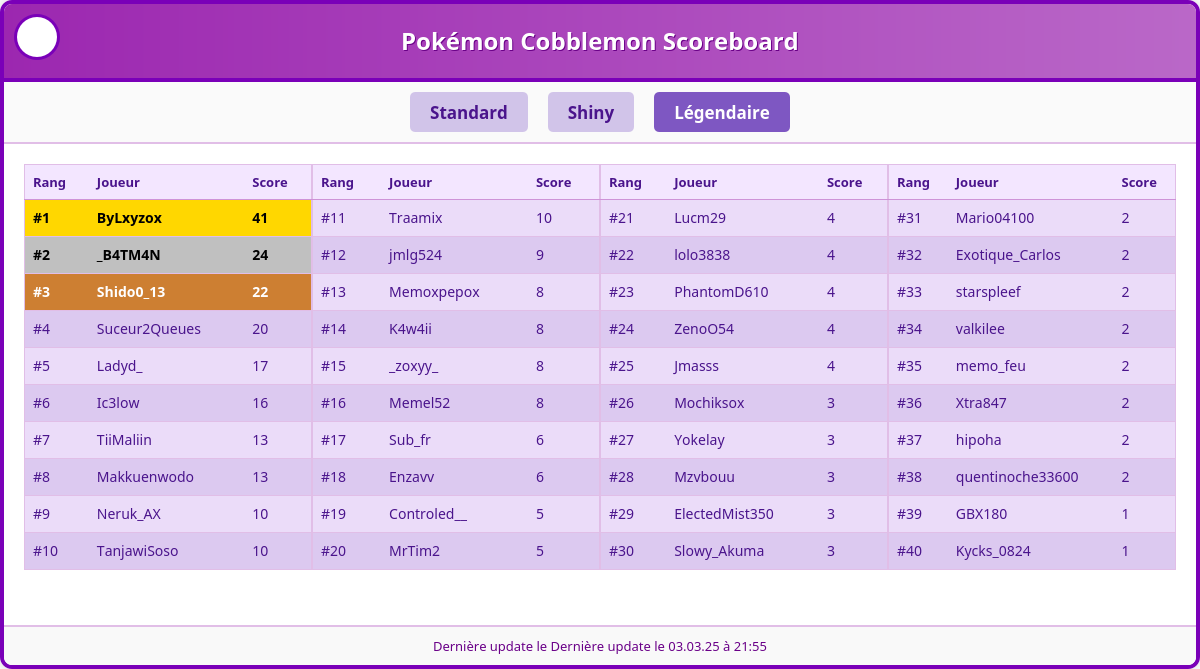 Pokémon Cobblemon Scoreboard
Standard Shiny Légendaire
Rang Joueur Score Rang Joueur Score Rang Joueur Score Rang Joueur Score
#1 ByLxyzox 41 #11 Traamix 10 #21 Lucm29 4 #31 Mario04100 2
#2 _B4TM4N 24 #12 jmlg524 9 #22 lolo3838 4 #32 Exotique_Carlos 2
#3 Shido0_13 22 #13 Memoxpepox 8 #23 PhantomD610 4 #33 starspleef 2
#4 Suceur2Queues 20 #14 K4w4ii 8 #24 ZenoO54 4 #34 valkilee 2
#5 Ladyd_ 17 #15 _zoxyy_ 8 #25 Jmasss 4 #35 memo_feu 2
#6 Ic3low 16 #16 Memel52 8 #26 Mochiksox 3 #36 Xtra847 2
#7 TiiMaliin 13 #17 Sub_fr 6 #27 Yokelay 3 #37 hipoha 2
#8 Makkuenwodo 13 #18 Enzavv 6 #28 Mzvbouu 3 #38 quentinoche33600 2
#9 Neruk_AX 10 #19 Controled__ 5 #29 ElectedMist350 3 #39 GBX180 1
#10 TanjawiSoso 10 #20 MrTim2 5 #30 Slowy_Akuma 3 #40 Kycks_0824 1
Dernière update le Dernière update le 03.03.25 à 21:55